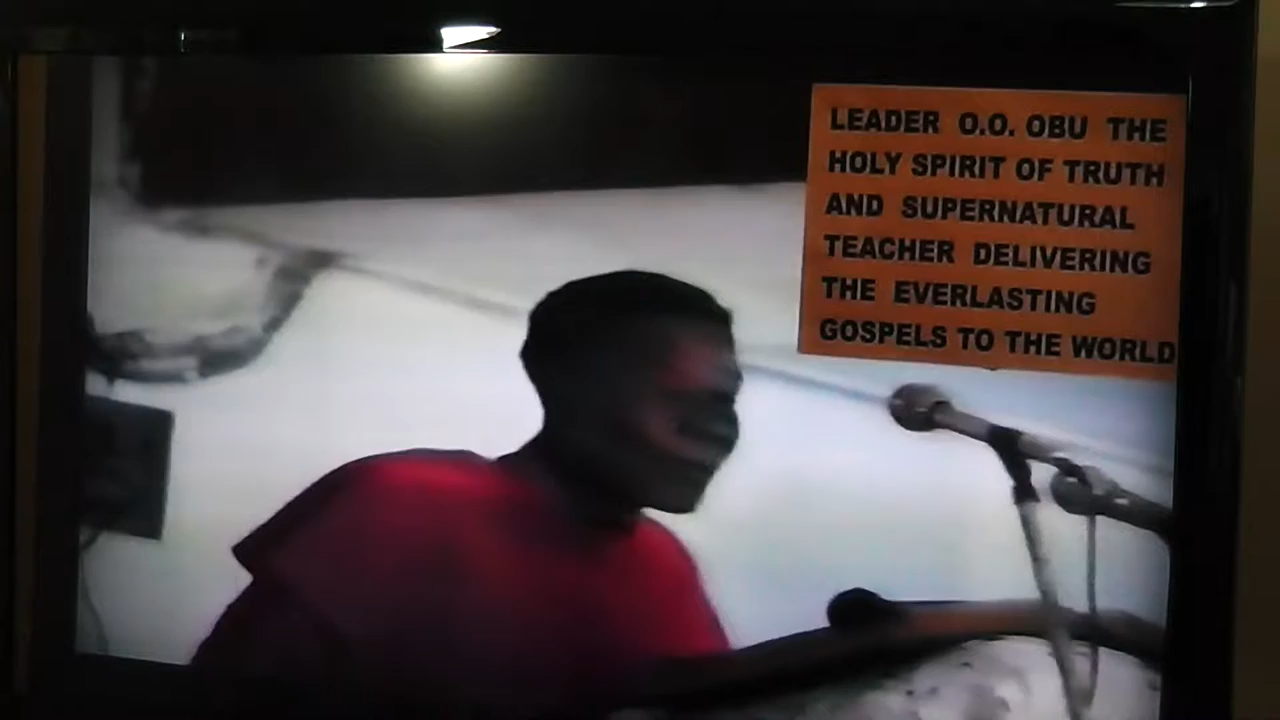 LEADER O.O. OBU THE
HOLY SPIRIT OF TRUTH
AND SUPERNATURAL
TEACHER DELIVERING
THE EVERLASTING
GOSPELS TO THE WORLD